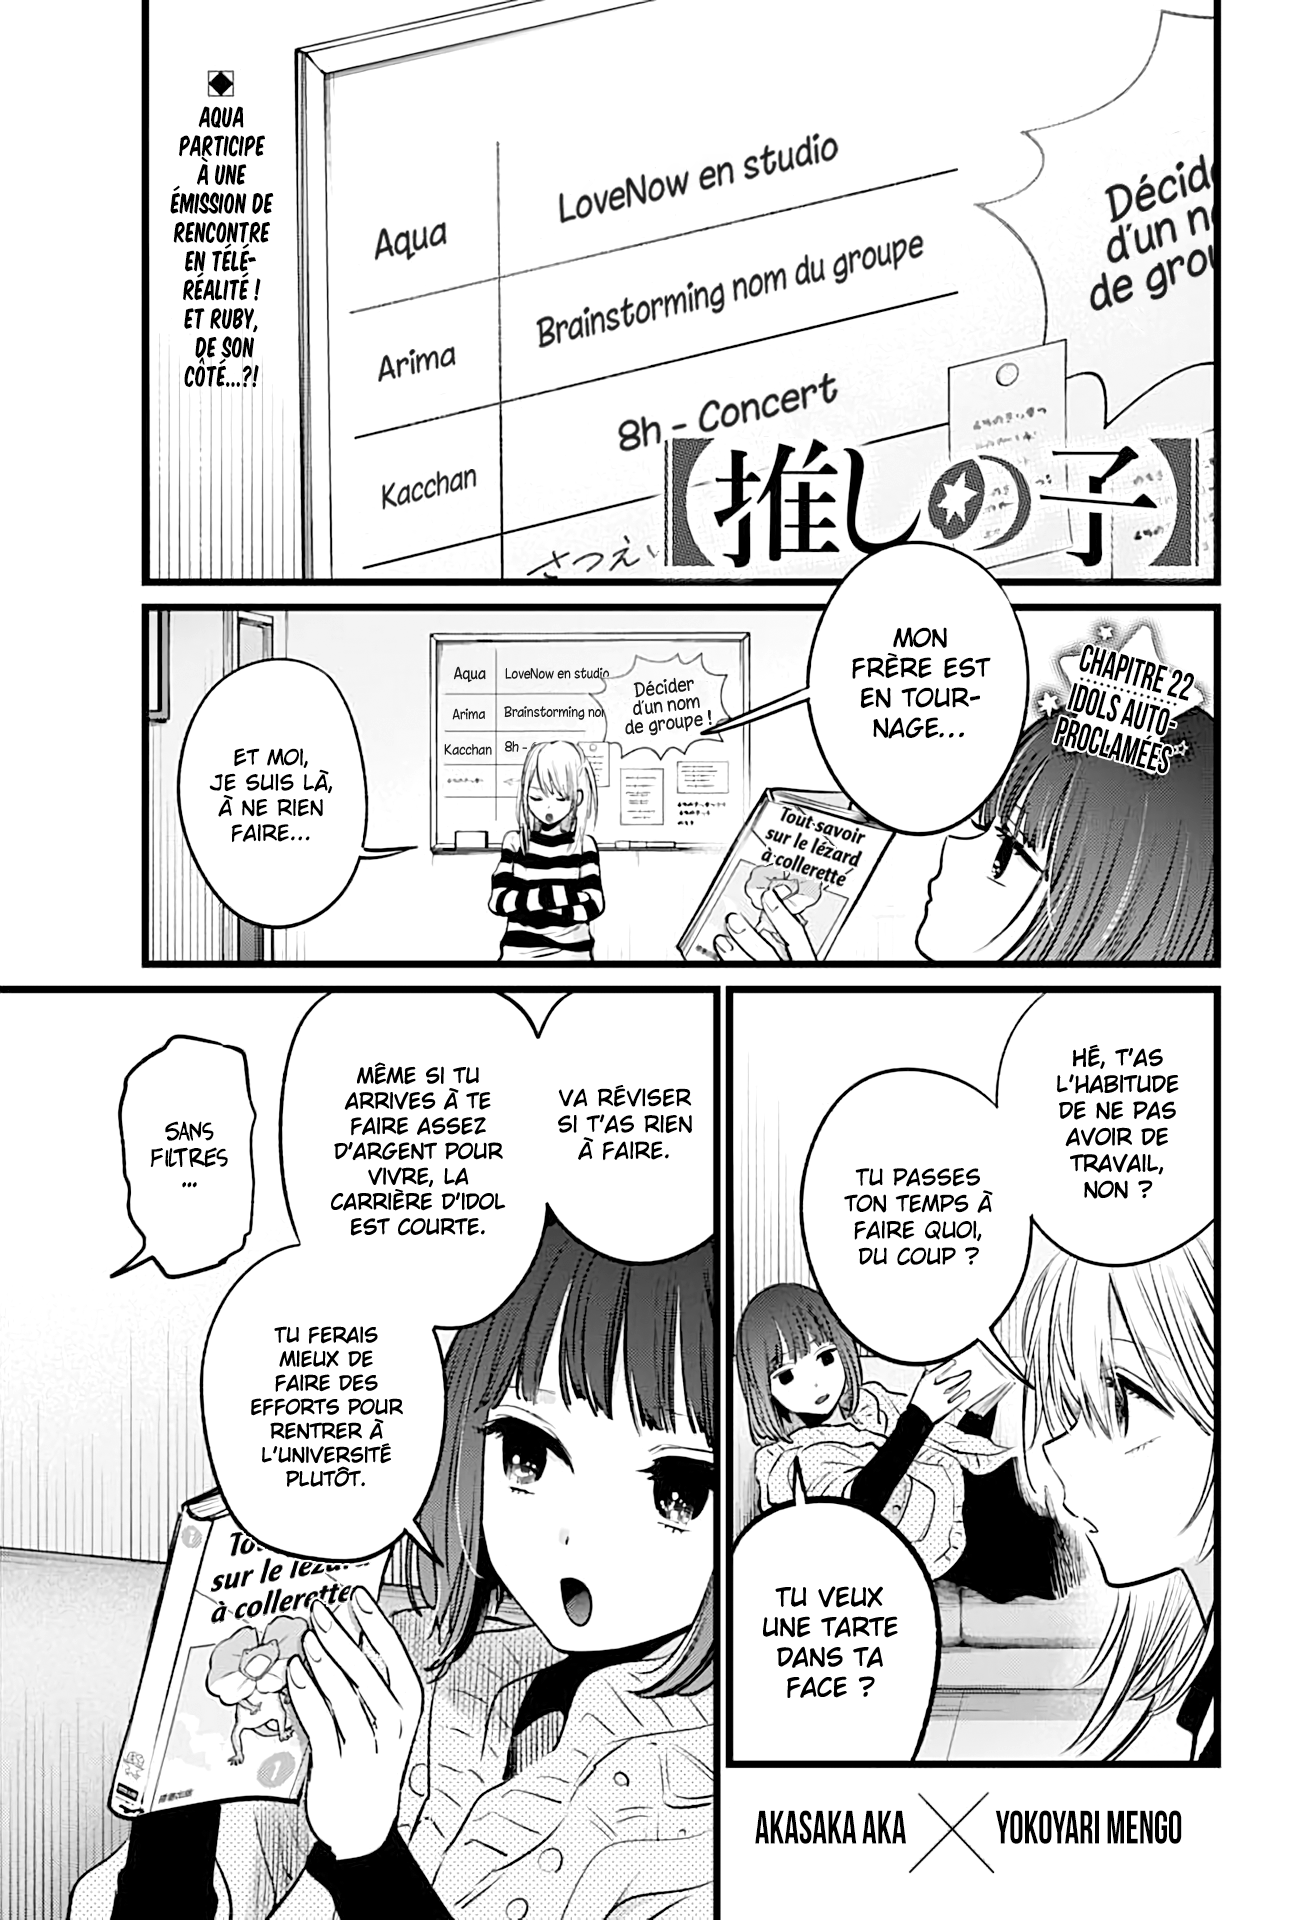 AQUA
PARTICIPE
À UNE
ÉMISSION DE
RENCONTRE
EN TÉLÉ-
RÉALITÉ !
ET RUBY,
DE SON
CÔTÉ...?!
Aqua
LoveNow en studio
Arima
Brainstorming nom du groupe
Kacchan
8h - Concert
さつえい
Décid
d'un n
de grou
【推しの子】
CHAPITRE 22
IDOLS AUTO-
PROCLAMÉES
MON
FRÈRE EST
EN TOUR-
NAGE...
ET MOI,
JE SUIS LÀ,
À NE RIEN
FAIRE...
Aqua
LoveNow en studio
Arima
Brainstorming nom
Kacchan
8h -
Décider
d'un nom
de groupe !
Tout savoir
sur le lézard
à collerette
HÉ, T'AS
L'HABITUDE
DE NE PAS
AVOIR DE
TRAVAIL,
NON ?
TU PASSES
TON TEMPS À
FAIRE QUOI,
DU COUP ?
TU VEUX
UNE TARTE
DANS TA
FACE ?
VA RÉVISER
SI T'AS RIEN
À FAIRE.
MÊME SI TU
ARRIVES À TE
FAIRE ASSEZ
D'ARGENT POUR
VIVRE, LA
CARRIÈRE D'IDOL
EST COURTE.
TU FERAIS
MIEUX DE
FAIRE DES
EFFORTS POUR
RENTRER À
L'UNIVERSITÉ
PLUTÔT.
SANS
FILTRES
...
1
sur le lézard
à collerette
1
AKASAKA AKA × YOKOYARI MENGO